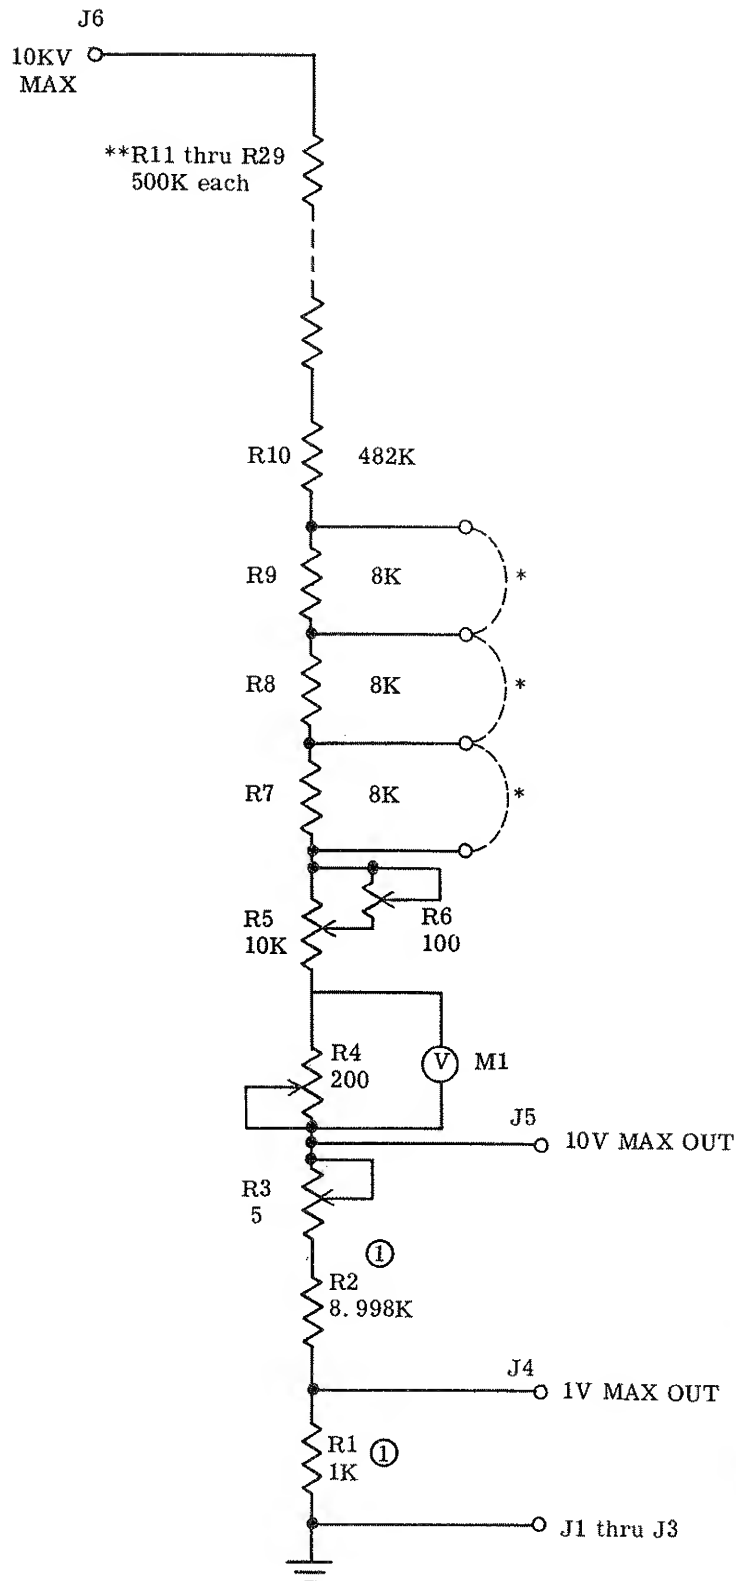 J6
10KV
MAX
**R11 thru R29
500K each
R10 482K
R9 8K *
R8 8K *
R7 8K *
R5
10K
R6
100
R4
200
V M1
J5
10V MAX OUT
R3
5
①
R2
8.998K
J4
1V MAX OUT
R1 ①
1K
J1 thru J3